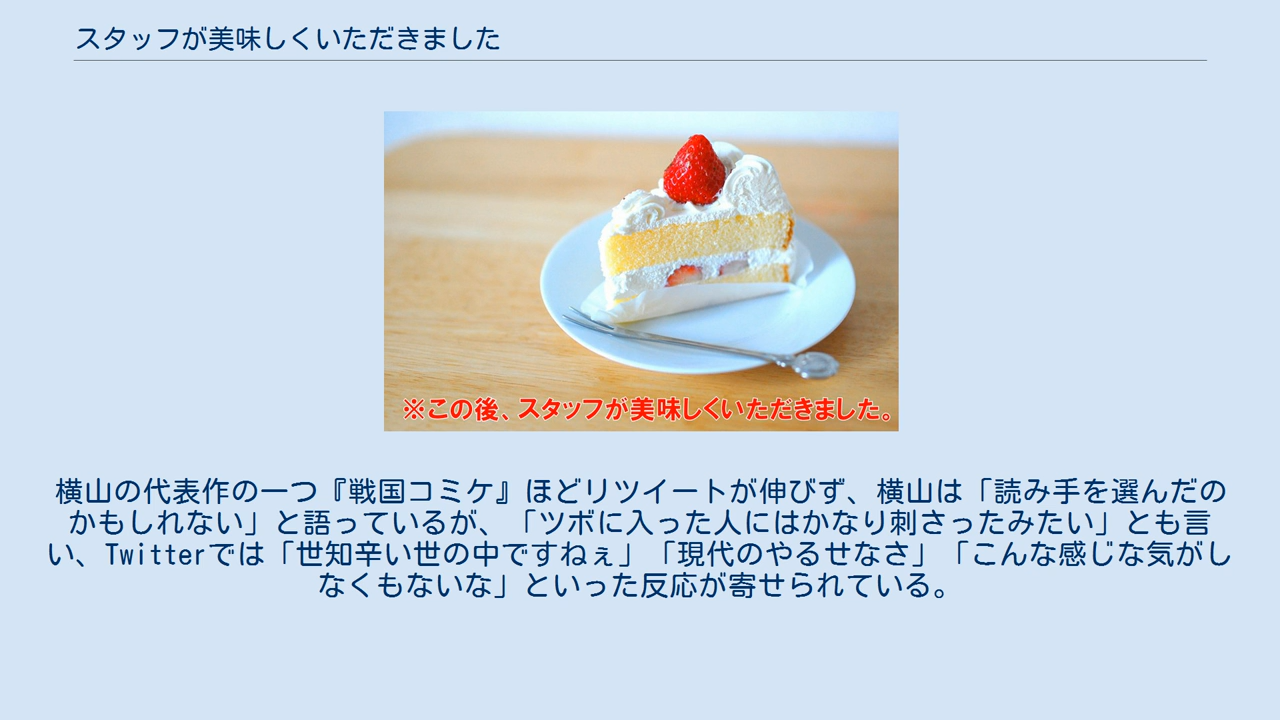 スタッフが美味しくいただきました
※この後、スタッフが美味しくいただきました。
横山の代表作の一つ『戦国コミケ』ほどリツイートが伸びず、横山は「読み手を選んだの
かもしれない」と語っているが、「ツボに入った人にはかなり刺さったみたい」とも言
い、Twitterでは「世知辛い世の中ですねぇ」「現代のやるせなさ」「こんな感じな気がし
なくもないな」といった反応が寄せられている。